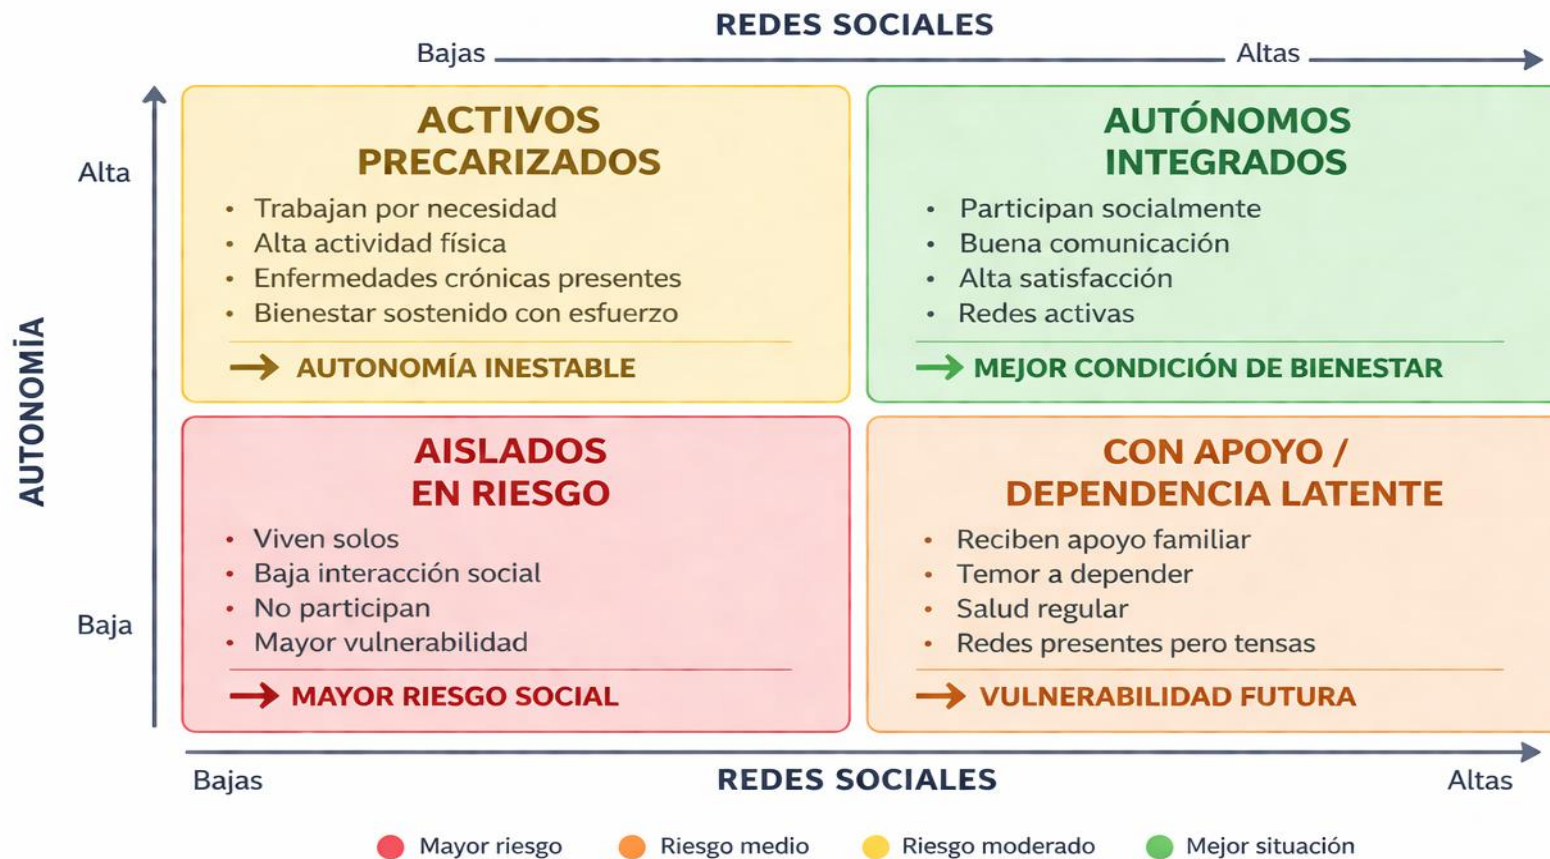 REDES SOCIALES
Bajas
Altas
ACTIVOS
PRECARIZADOS
• Trabajan por necesidad
• Alta actividad física
• Enfermedades crónicas presentes
• Bienestar sostenido con esfuerzo
→ AUTONOMÍA INESTABLE
AUTÓNOMOS
INTEGRADOS
• Participan socialmente
• Buena comunicación
• Alta satisfacción
• Redes activas
→ MEJOR CONDICIÓN DE BIENESTAR
Alta
AUTONOMİA
Baja
AISLADOS
EN RIESGO
• Viven solos
• Baja interacción social
• No participan
• Mayor vulnerabilidad
→ MAYOR RIESGO SOCIAL
CON APOYO /
DEPENDENCIA LATENTE
• Reciben apoyo familiar
• Temor a depender
• Salud regular
• Redes presentes pero tensas
→ VULNERABILIDAD FUTURA
Bajas
REDES SOCIALES
Altas
Mayor riesgo
Riesgo medio
Riesgo moderado
Mejor situación